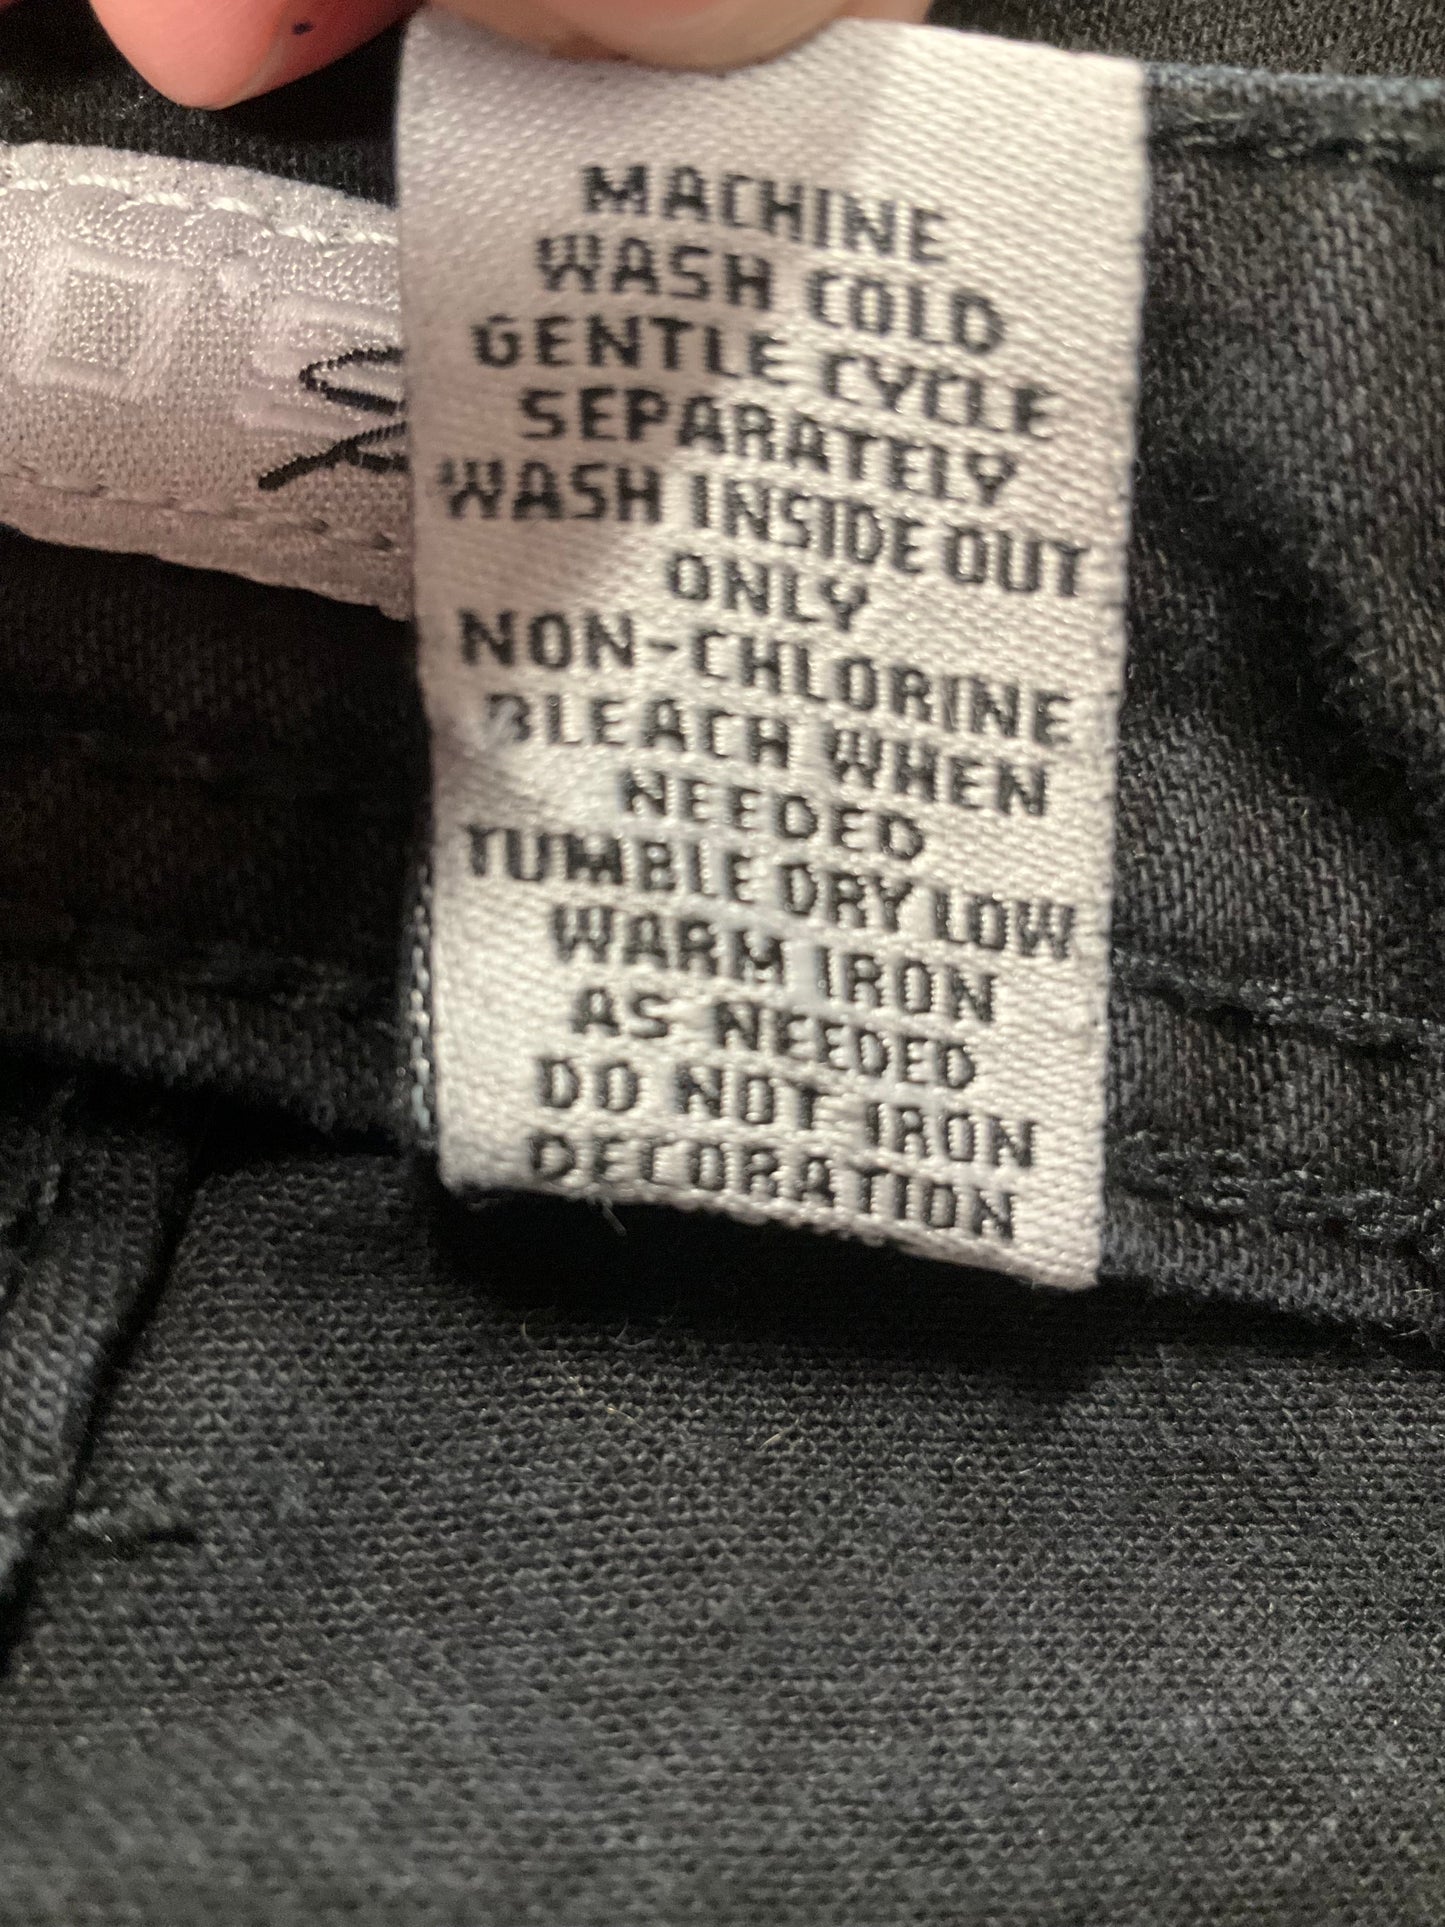 MACHINE
WASH COLD
GENTLE CYCLE
SEPARATELY
WASH INSIDE OUT
ONLY
NON-CHLORINE
BLEACH WHEN
NEEDED
TUMBLE DRY LOW
WARM IRON
AS NEEDED
DO NOT IRON
DECORATION